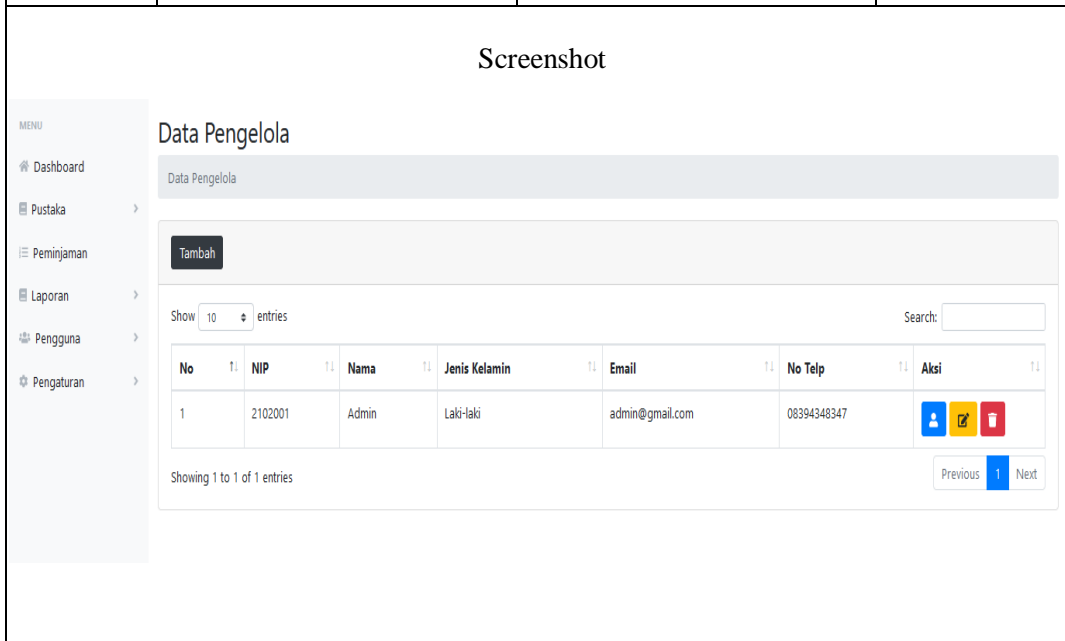 Screenshot
MENU
Dashboard
Pustaka
Peminjaman
Laporan
Pengguna
Pengaturan
Data Pengelola
Data Pengelola
Tambah
Show 10 entries Search:
No NIP Nama Jenis Kelamin Email No Telp Aksi
1 2102001 Admin Laki-laki admin@gmail.com 08394348347
Showing 1 to 1 of 1 entries Previous 1 Next